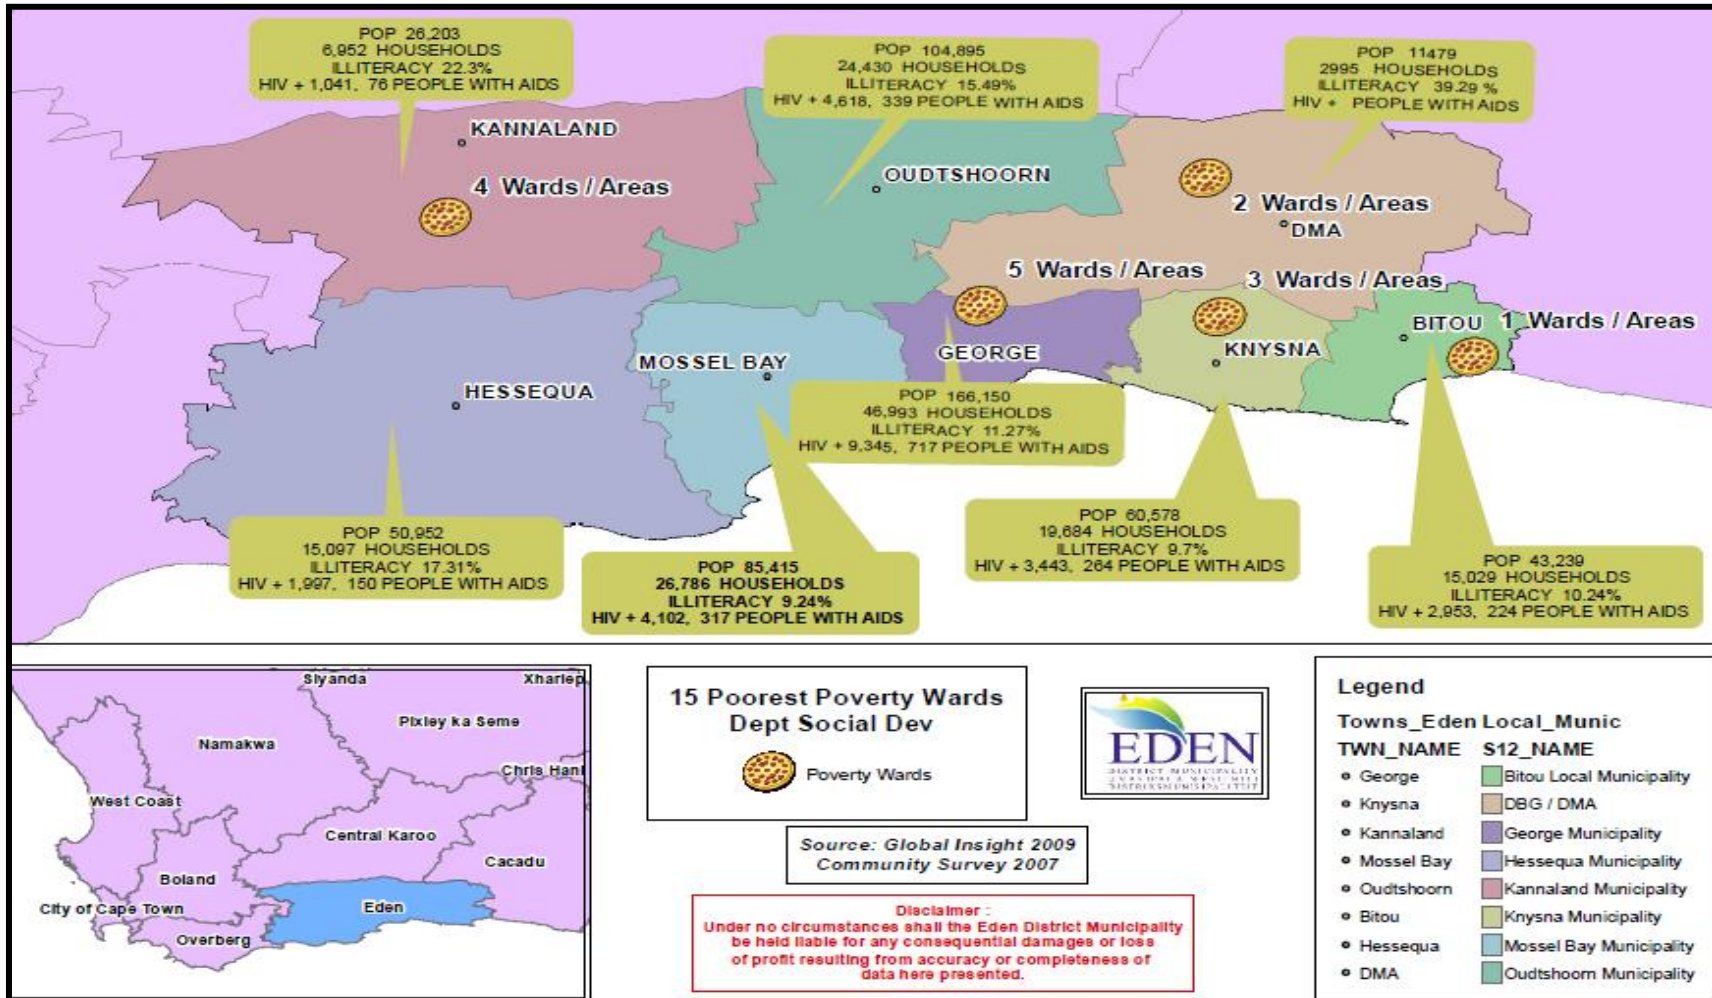 POP 26,203
6,952 HOUSEHOLDS
ILLITERACY 22.3%
HIV + 1,041, 76 PEOPLE WITH AIDS
POP 104,895
24,430 HOUSEHOLDS
ILLITERACY 15.49%
HIV + 4,618, 339 PEOPLE WITH AIDS
POP 11479
2995 HOUSEHOLDS
ILLITERACY 39.29 %
HIV + PEOPLE WITH AIDS
KANNALAND
4 Wards / Areas
OUDTSHOORN
2 Wards / Areas
DMA
5 Wards / Areas
3 Wards / Areas
BITOU
1 Wards / Areas
HESSEQUA
MOSSEL BAY
GEORGE
KNYSNA
POP 166,150
46,993 HOUSEHOLDS
ILLITERACY 11.27%
HIV + 9,345, 717 PEOPLE WITH AIDS
POP 50,952
15,097 HOUSEHOLDS
ILLITERACY 17.31%
HIV + 1,997, 150 PEOPLE WITH AIDS
POP 85,415
26,786 HOUSEHOLDS
ILLITERACY 9.24%
HIV + 4,102, 317 PEOPLE WITH AIDS
POP 60,578
19,684 HOUSEHOLDS
ILLITERACY 9.7%
HIV + 3,443, 264 PEOPLE WITH AIDS
POP 43,239
15,029 HOUSEHOLDS
ILLITERACY 10.24%
HIV + 2,953, 224 PEOPLE WITH AIDS
Siyanda
Xhariep
Pixley ka Seme
Namakwa
Chris Hani
West Coast
Central Karoo
Cacadu
Boland
City of Cape Town
Eden
Overberg
15 Poorest Poverty Wards
Dept Social Dev
Poverty Wards
EDEN
DISTRICT MUNICIPALITY
DISTRIKSMUNISIPALITEIT
Source: Global Insight 2009
Community Survey 2007
Disclaimer :
Under no circumstances shall the Eden District Municipality
be held liable for any consequential damages or loss
of profit resulting from accuracy or completeness of
data here presented.
Legend
Towns_Eden Local_Munic
TWN_NAME S12_NAME
George Bitou Local Municipality
Knysna DBG / DMA
Kannaland George Municipality
Mossel Bay Hessequa Municipality
Oudtshoorn Kannaland Municipality
Bitou Knysna Municipality
Hessequa Mossel Bay Municipality
DMA Oudtshoorn Municipality